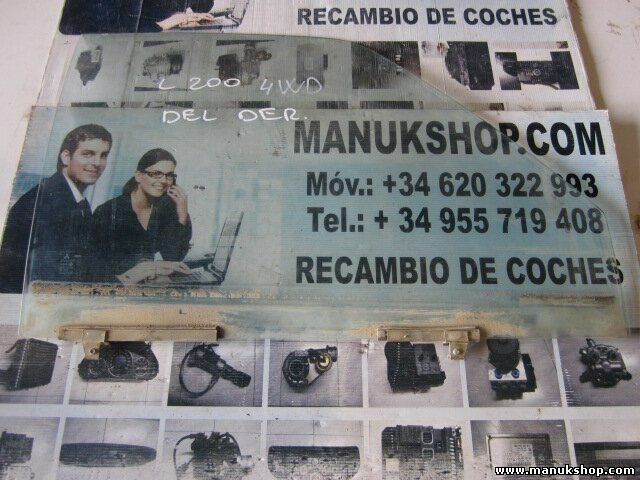 RECAMBIO DE COCHES
L 200 4WD
DEL DER.
MANUKSHOP.COM
Móv.: +34 620 322 993
Tel.: + 34 955 719 408
RECAMBIO DE COCHES
www.manukshop.com